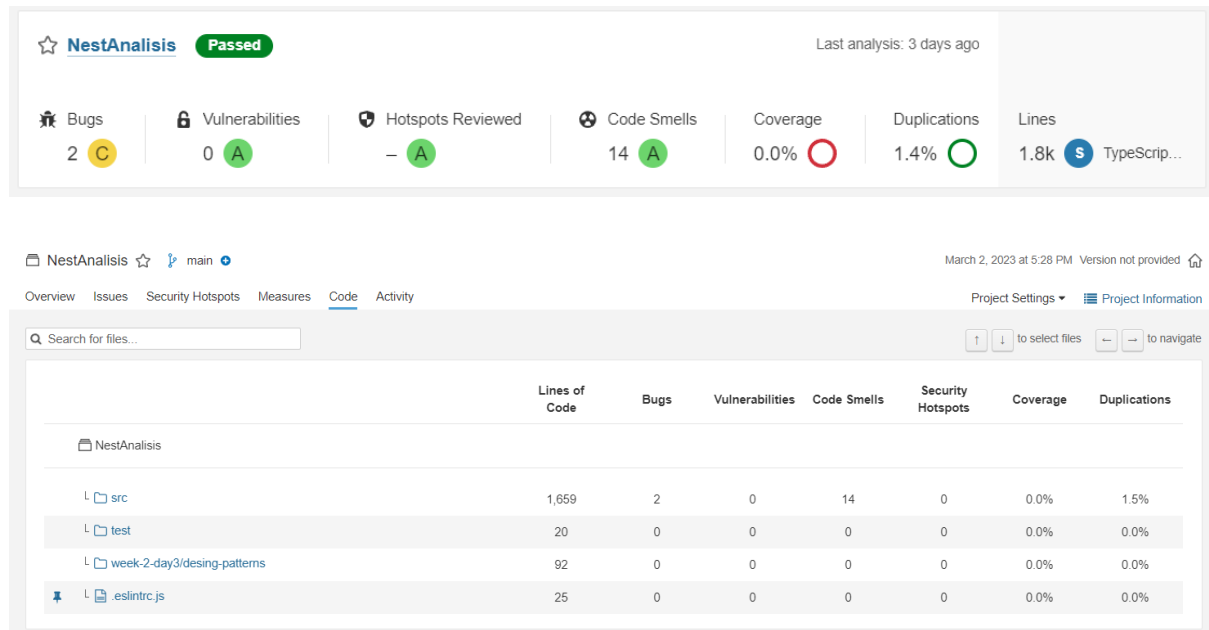 NestAnalisis Passed Last analysis: 3 days ago
Bugs Vulnerabilities Hotspots Reviewed Code Smells Coverage Duplications Lines
2 C 0 A – A 14 A 0.0% 1.4% 1.8k S TypeScrip...
NestAnalisis main March 2, 2023 at 5:28 PM Version not provided
Overview Issues Security Hotspots Measures Code Activity Project Settings Project Information
Search for files... ↑ ↓ to select files ← → to navigate
Lines of Code Bugs Vulnerabilities Code Smells Security Hotspots Coverage Duplications
NestAnalisis
src 1,659 2 0 14 0 0.0% 1.5%
test 20 0 0 0 0 0.0% 0.0%
week-2-day3/desing-patterns 92 0 0 0 0 0.0% 0.0%
.eslintrc.js 25 0 0 0 0 0.0% 0.0%